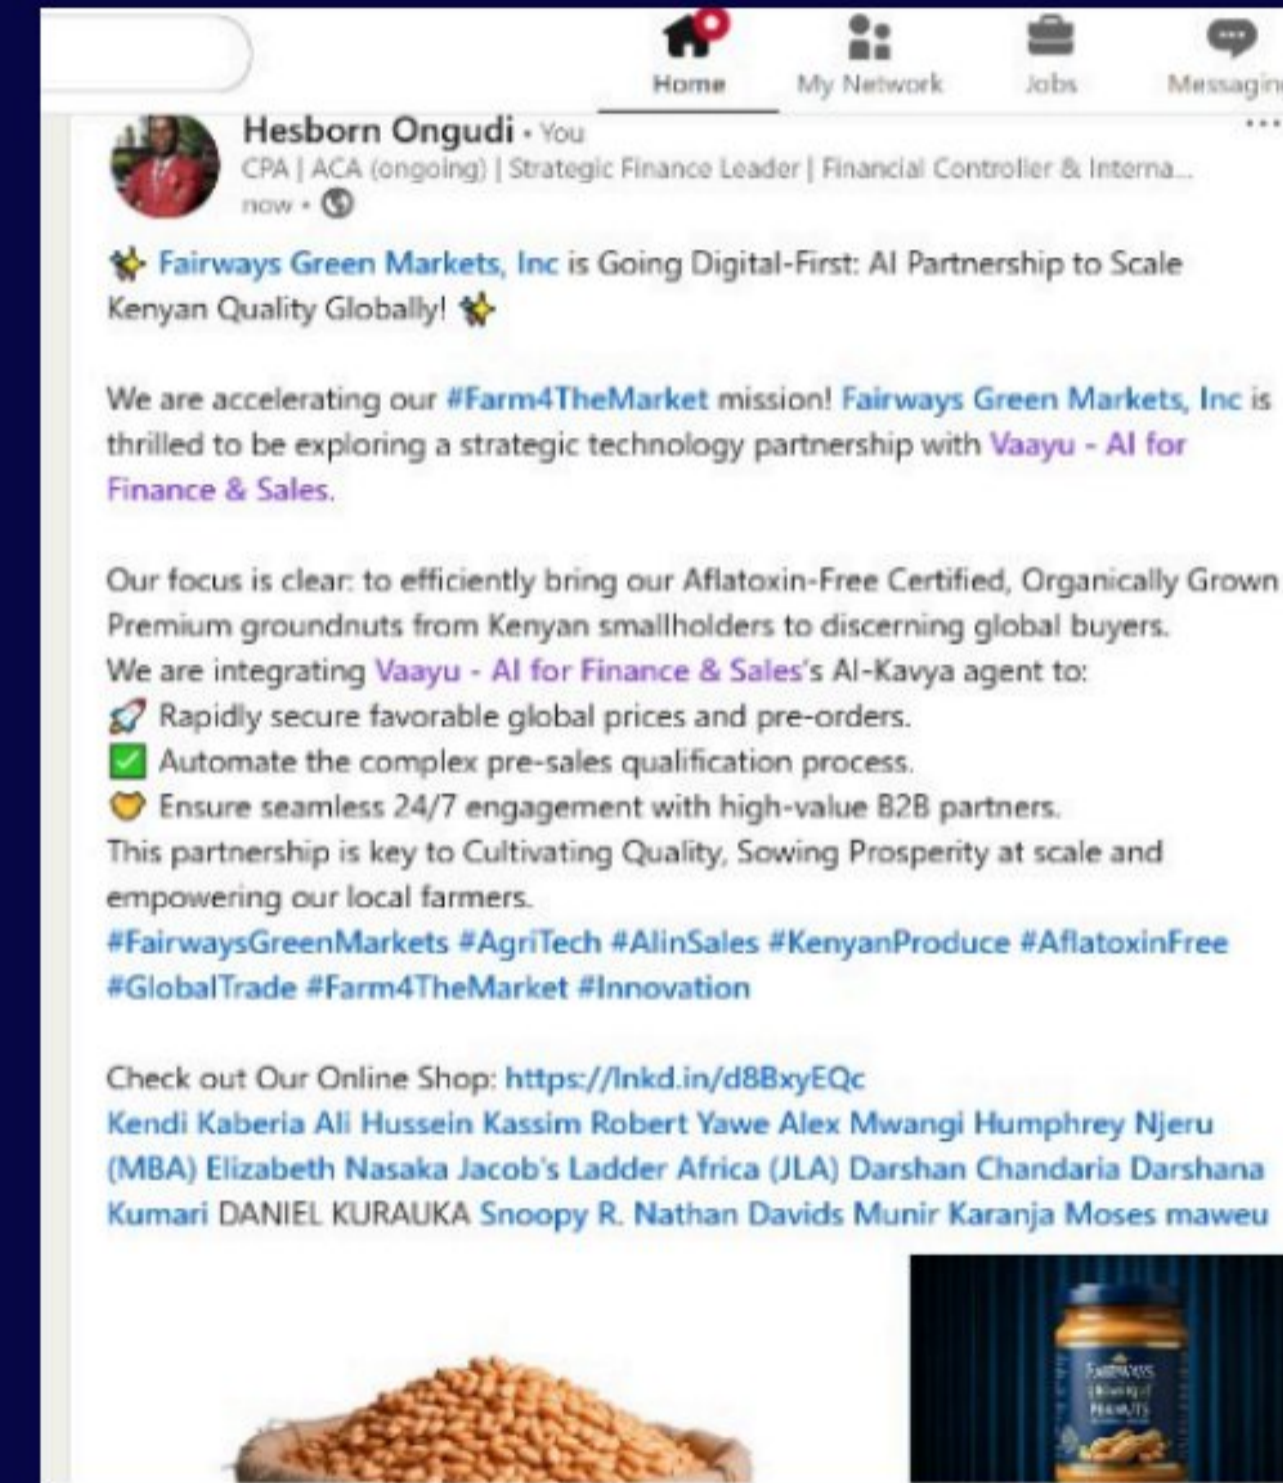 Home
My Network
Jobs
Messaging
Hesborn Ongudi • You
CPA | ACA (ongoing) | Strategic Finance Leader | Financial Controller & Interna...
now •
Fairways Green Markets, Inc is Going Digital-First: AI Partnership to Scale
Kenyan Quality Globally!
We are accelerating our #Farm4TheMarket mission! Fairways Green Markets, Inc is
thrilled to be exploring a strategic technology partnership with Vaayu - AI for
Finance & Sales.
Our focus is clear: to efficiently bring our Aflatoxin-Free Certified, Organically Grown
Premium groundnuts from Kenyan smallholders to discerning global buyers.
We are integrating Vaayu - AI for Finance & Sales's AI-Kavya agent to:
Rapidly secure favorable global prices and pre-orders.
Automate the complex pre-sales qualification process.
Ensure seamless 24/7 engagement with high-value B2B partners.
This partnership is key to Cultivating Quality, Sowing Prosperity at scale and
empowering our local farmers.
#FairwaysGreenMarkets #AgriTech #AIinSales #KenyanProduce #AflatoxinFree
#GlobalTrade #Farm4TheMarket #Innovation
Check out Our Online Shop: https://lnkd.in/d8BxyEQc
Kendi Kaberia Ali Hussein Kassim Robert Yawe Alex Mwangi Humphrey Njeru
(MBA) Elizabeth Nasaka Jacob's Ladder Africa (JLA) Darshan Chandaria Darshana
Kumari DANIEL KURAUKA Snoopy R. Nathan Davids Munir Karanja Moses maweu
FAIRWAYS
PEANUTS